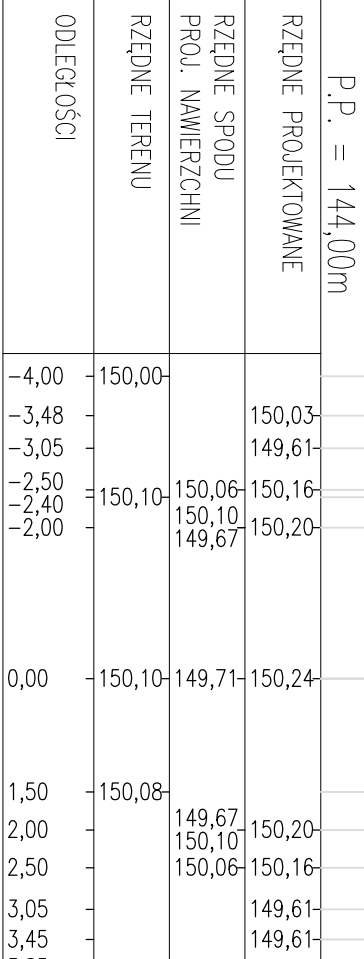 P.P. = 144,00m
RZĘDNE PROJEKTOWANE
RZĘDNE SPODU
PROJ. NAWIERZCHNI
RZĘDNE TERENU
ODLEGŁOŚCI
-4,00 150,00
-3,48 150,03
-3,05 149,61
-2,50 150,06 150,16
-2,40 150,10 150,10
-2,00 149,67 150,20
0,00 150,10 149,71 150,24
1,50 150,08
149,67
2,00 150,10 150,20
2,50 150,06 150,16
3,05 149,61
3,45 149,61